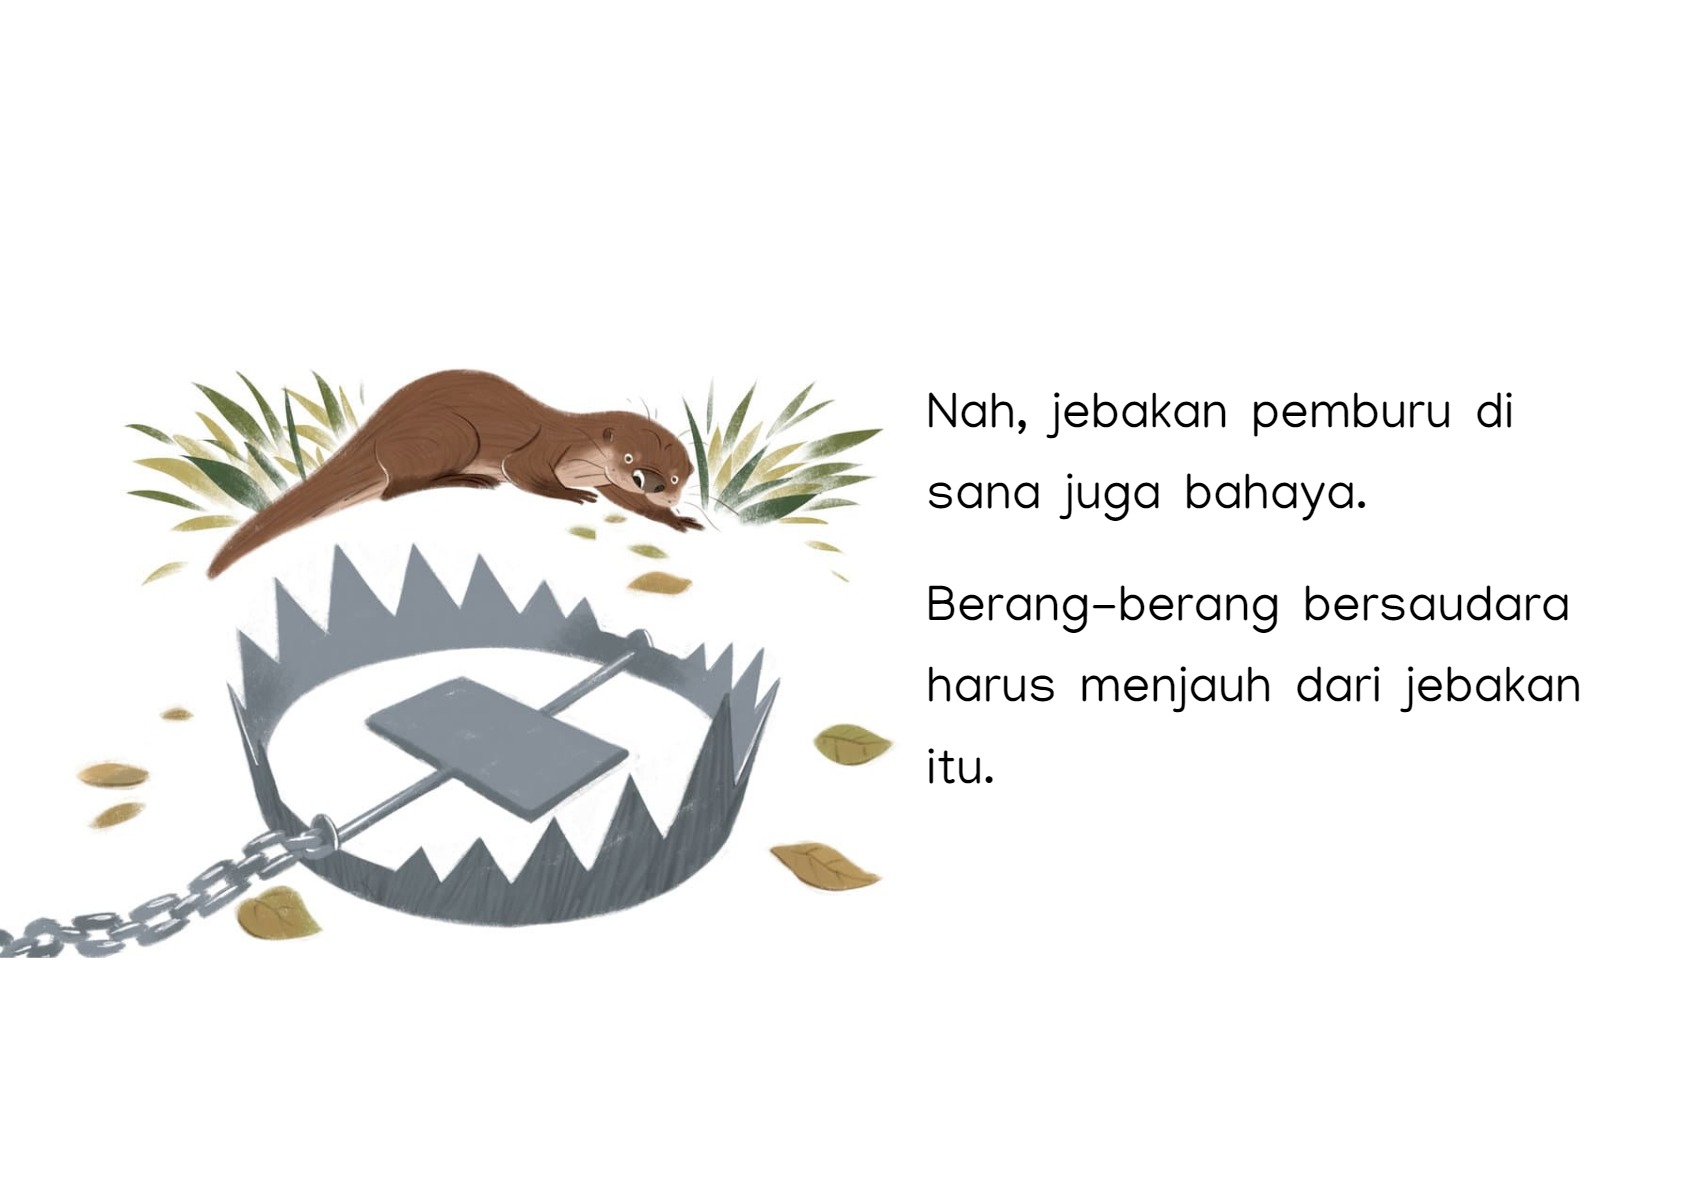 Nah, jebakan pemburu di
sana juga bahaya.
Berang-berang bersaudara
harus menjauh dari jebakan
itu.